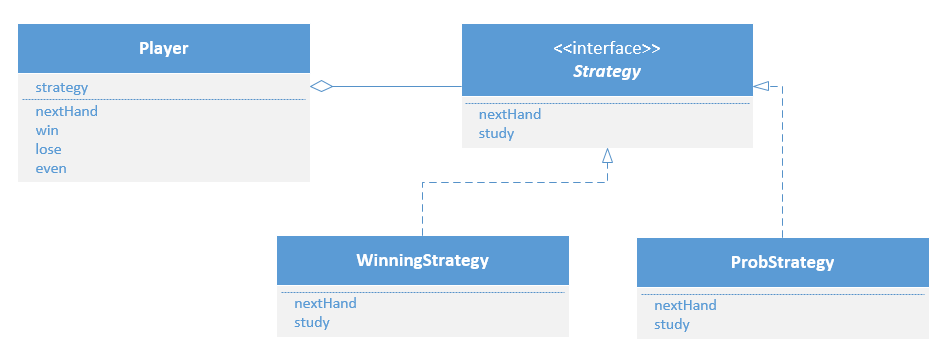 Player
strategy
nextHand
win
lose
even
<<interface>>
Strategy
nextHand
study
WinningStrategy
nextHand
study
ProbStrategy
nextHand
study